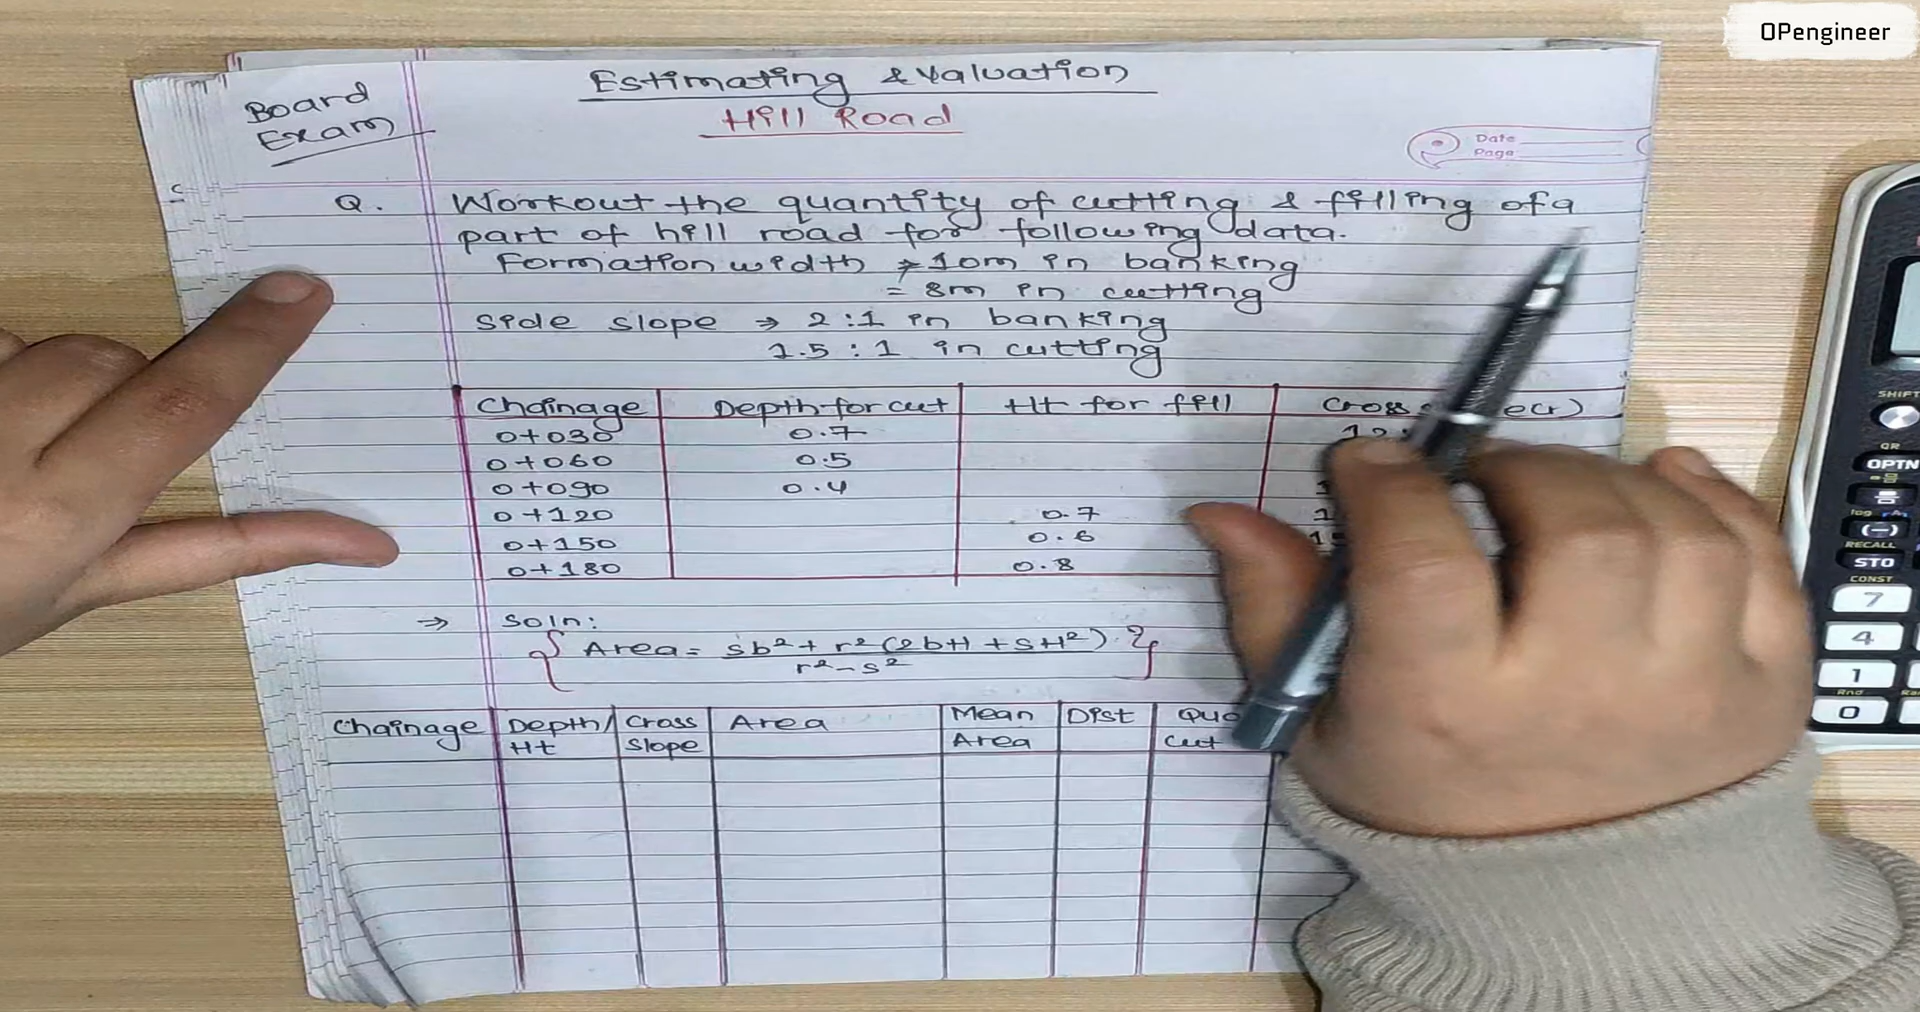 OPengineer
Board
Exam
Estimating & Valuation
Hill Road
Date
Page
Q. Workout the quantity of cutting & filling of a
part of hill road for following data.
Formation width → 10m in banking
= 8m in cutting
Side slope → 2:1 in banking
1.5:1 in cutting
Chainage Depth for cut Ht for fill Cross
0+030 0.7
0+060 0.5
0+090 0.4
0+120 0.7
0+150 0.6
0+180 0.8
→ Soln:
{ Area = sb²+ r² (2bH + sH²) }
r²-s²
Chainage Depth/ Cross Area Mean Dist
Ht Slope Area Cut
SHIFT
QR
OPTN
RECALL
STO
CONST
7
4
1
Rnd
0